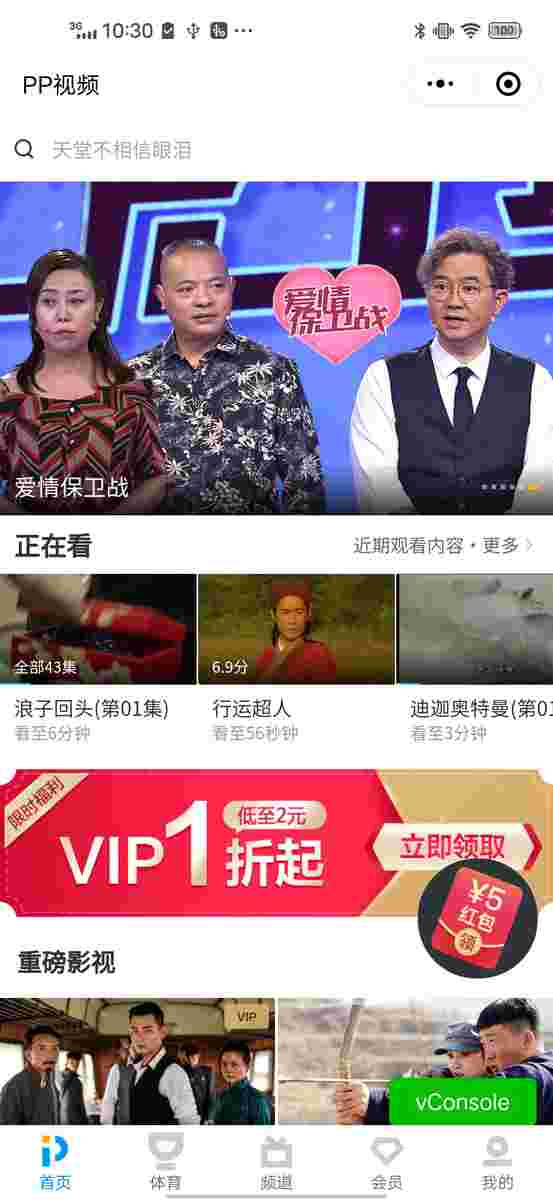 3G 10:30 100
PP视频
天堂不相信眼泪
爱情
保卫战
爱情保卫战
正在看
近期观看内容·更多
全部43集
6.9分
浪子回头(第01集)
行运超人
迪迦奥特曼(第01
看至6分钟
看至56秒钟
看至3分钟
限时福利
低至2元
VIP1折起
立即领取
¥5
红包
领
重磅影视
VIP
vConsole
首页
体育
频道
会员
我的